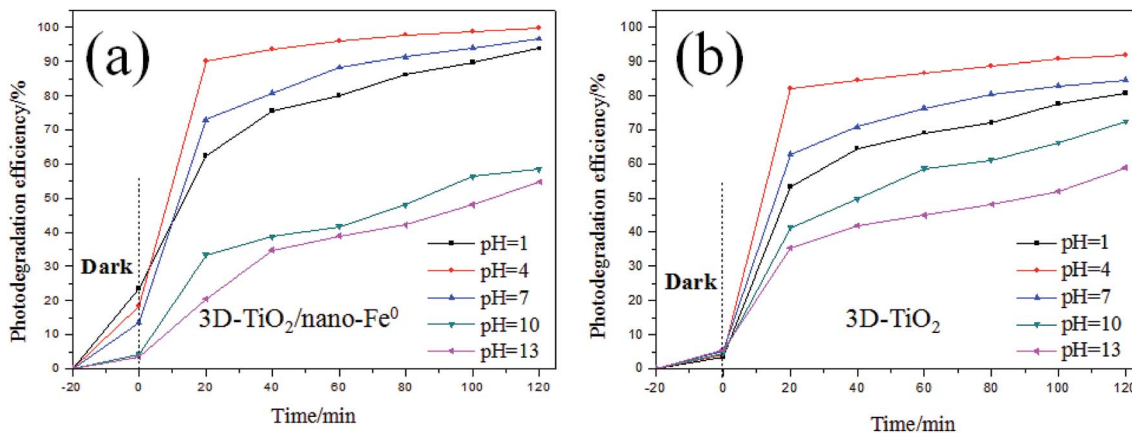 (a)
Photodegradation efficiency/%
100
90
80
70
60
50
40
30
20
10
0
Dark
3D-TiO₂/nano-Fe⁰
pH=1
pH=4
pH=7
pH=10
pH=13
-20 0 20 40 60 80 100 120
Time/min
(b)
Photodegradation efficiency/%
100
90
80
70
60
50
40
30
20
10
0
Dark
3D-TiO₂
pH=1
pH=4
pH=7
pH=10
pH=13
-20 0 20 40 60 80 100 120
Time/min